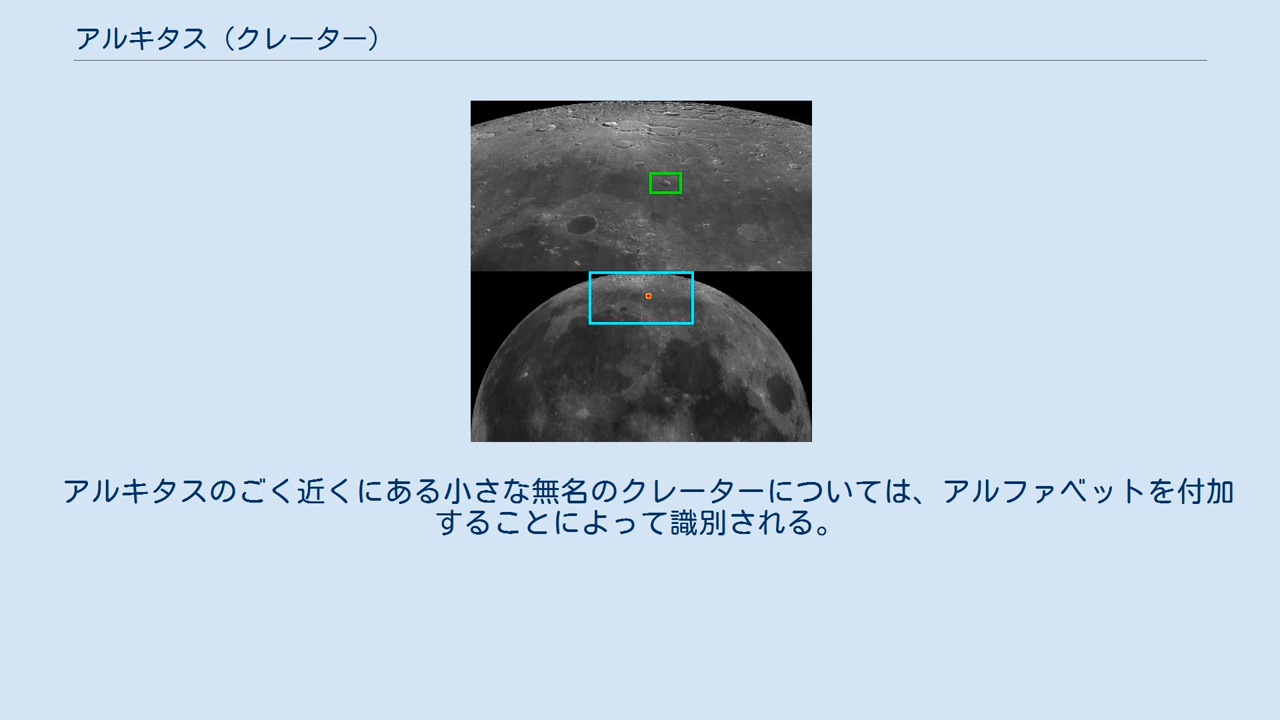 アルキタス（クレーター）
アルキタスのごく近くにある小さな無名のクレーターについては、アルファベットを付加
することによって識別される。